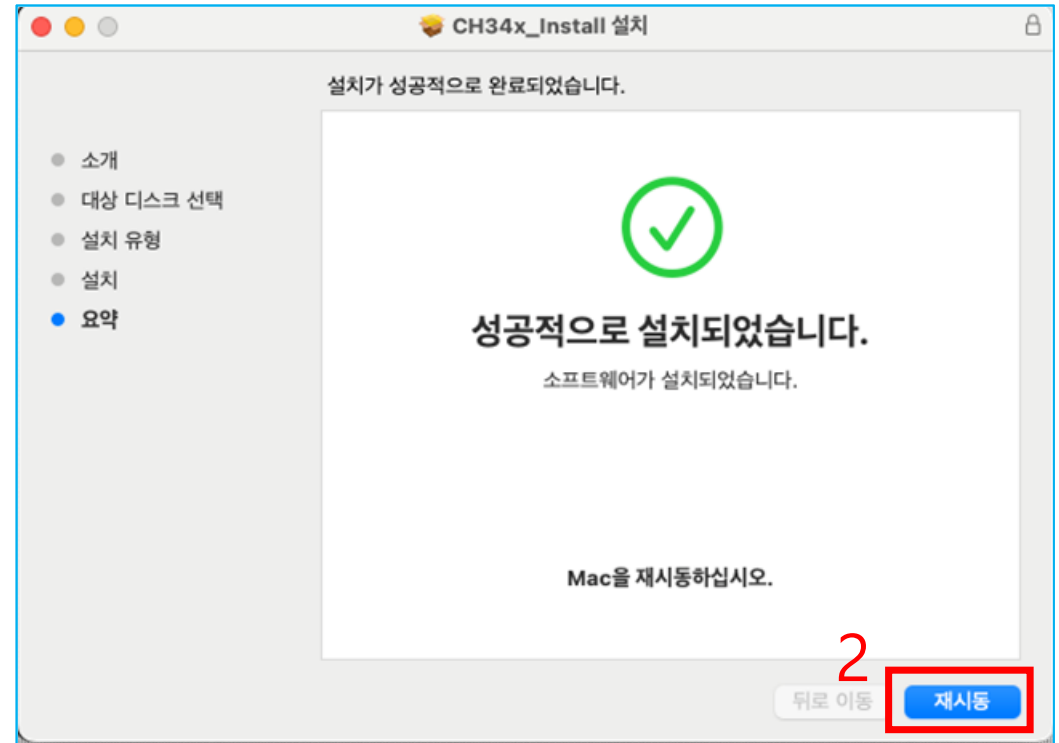 CH34x_Install 설치
설치가 성공적으로 완료되었습니다.
소개
대상 디스크 선택
설치 유형
설치
요약
성공적으로 설치되었습니다.
소프트웨어가 설치되었습니다.
Mac을 재시동하십시오.
2
뒤로 이동
재시동